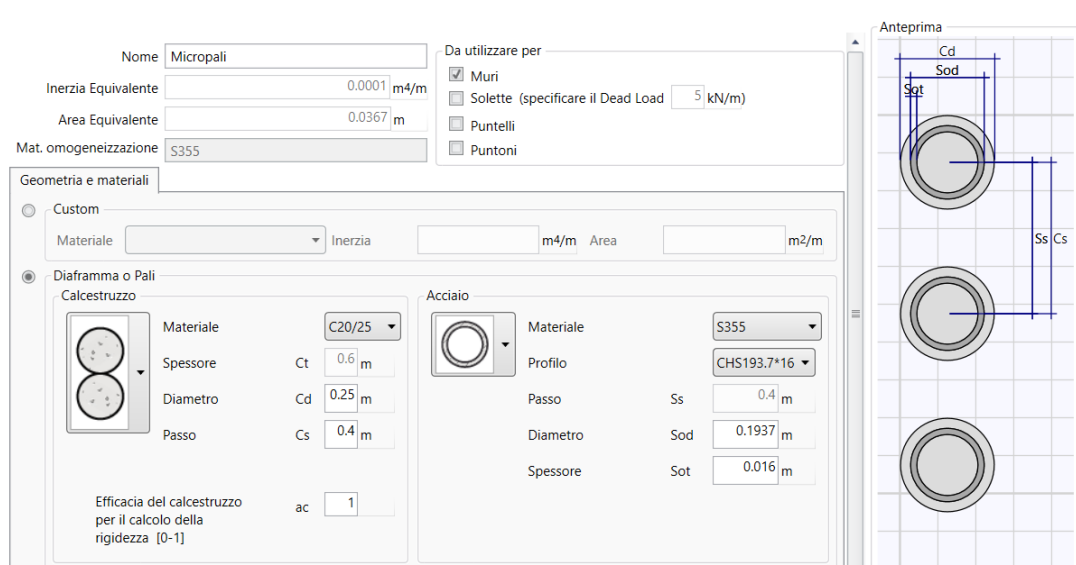 Nome Micropali
Inerzia Equivalente 0.0001 m4/m
Area Equivalente 0.0367 m
Mat. omogeneizzazione S355
Da utilizzare per
Muri
Solette (specificare il Dead Load 5 kN/m)
Puntelli
Puntoni
Geometria e materiali
Custom
Materiale Inerzia m4/m Area m2/m
Diaframma o Pali
Calcestruzzo
Materiale C20/25
Spessore Ct 0.6 m
Diametro Cd 0.25 m
Passo Cs 0.4 m
Efficacia del calcestruzzo
per il calcolo della
rigidezza [0-1]
ac 1
Acciaio
Materiale S355
Profilo CHS193.7*16
Passo Ss 0.4 m
Diametro Sod 0.1937 m
Spessore Sot 0.016 m
Anteprima
Cd
Sod
Sot
Ss Cs